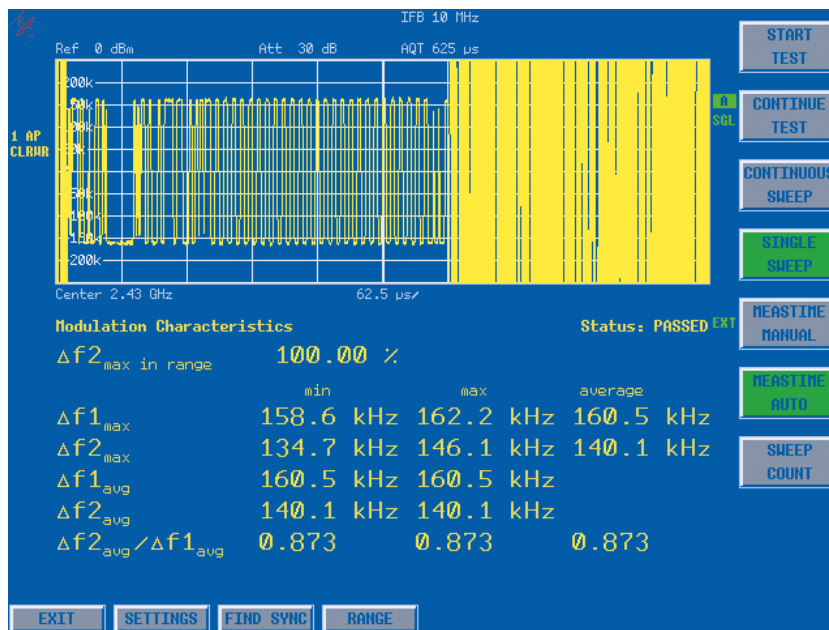 IFB 10 MHz
Ref 0 dBm Att 30 dB AQT 625 µs
200k
200k
1 AP
CLRWR
A
SGL
Center 2.43 GHz 62.5 µs/
Modulation Characteristics Status: PASSED EXT
Δf2max in range 100.00 %
min max average
Δf1max 158.6 kHz 162.2 kHz 160.5 kHz
Δf2max 134.7 kHz 146.1 kHz 140.1 kHz
Δf1avg 160.5 kHz 160.5 kHz
Δf2avg 140.1 kHz 140.1 kHz
Δf2avg/Δf1avg 0.873 0.873 0.873
START
TEST
CONTINUE
TEST
CONTINUOUS
SWEEP
SINGLE
SWEEP
MEASTIME
MANUAL
MEASTIME
AUTO
SWEEP
COUNT
EXIT SETTINGS FIND SYNC RANGE